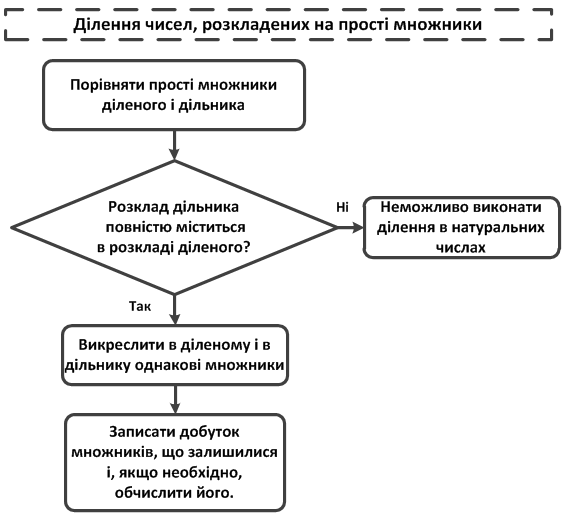 Ділення чисел, розкладених на прості множники
Порівняти прості множники
діленого і дільника
Розклад дільника
повністю міститься
в розкладі діленого?
Ні
Неможливо виконати
ділення в натуральних
числах
Так
Викреслити в діленому і в
дільнику однакові множники
Записати добуток
множників, що залишилися
і, якщо необхідно,
обчислити його.